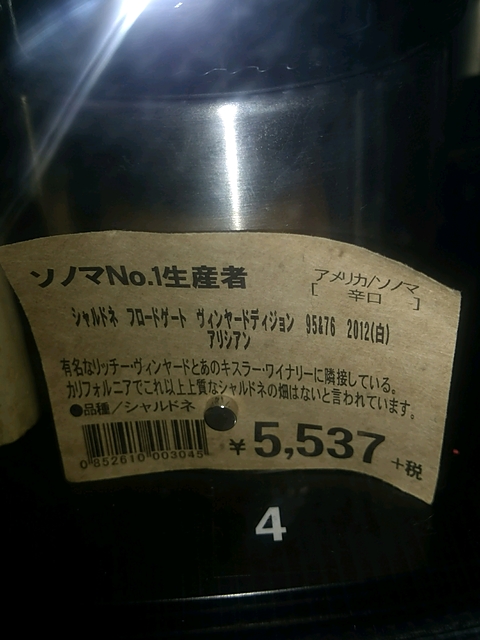 ソノマNo.1生産者
アメリカ/ソノマ
[ 辛口 ]
シャルドネ フロードゲート ヴィンヤードディジョン 95&76 2012(白)
アリシアン
有名なリッチー・ヴィンヤードとあのキスラー・ワイナリーに隣接している。
カリフォルニアでこれ以上上質なシャルドネの畑はないと言われています。
●品種/シャルドネ
0 852610 003045
¥5,537 +税
4